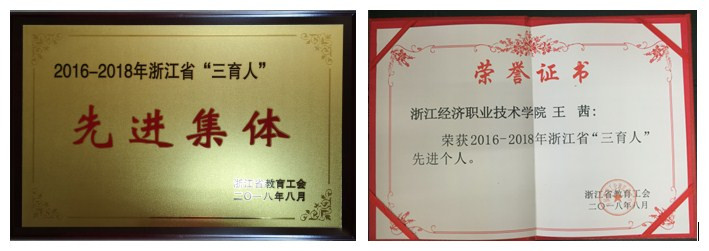 2016-2018年浙江省“三育人”
先进集体
浙江省教育工会
二〇一八年八月
荣誉证书
浙江经济职业技术学院 王 茜：
荣获2016-2018年浙江省“三育人”
先进个人。
浙江省教育工会
二〇一八年八月